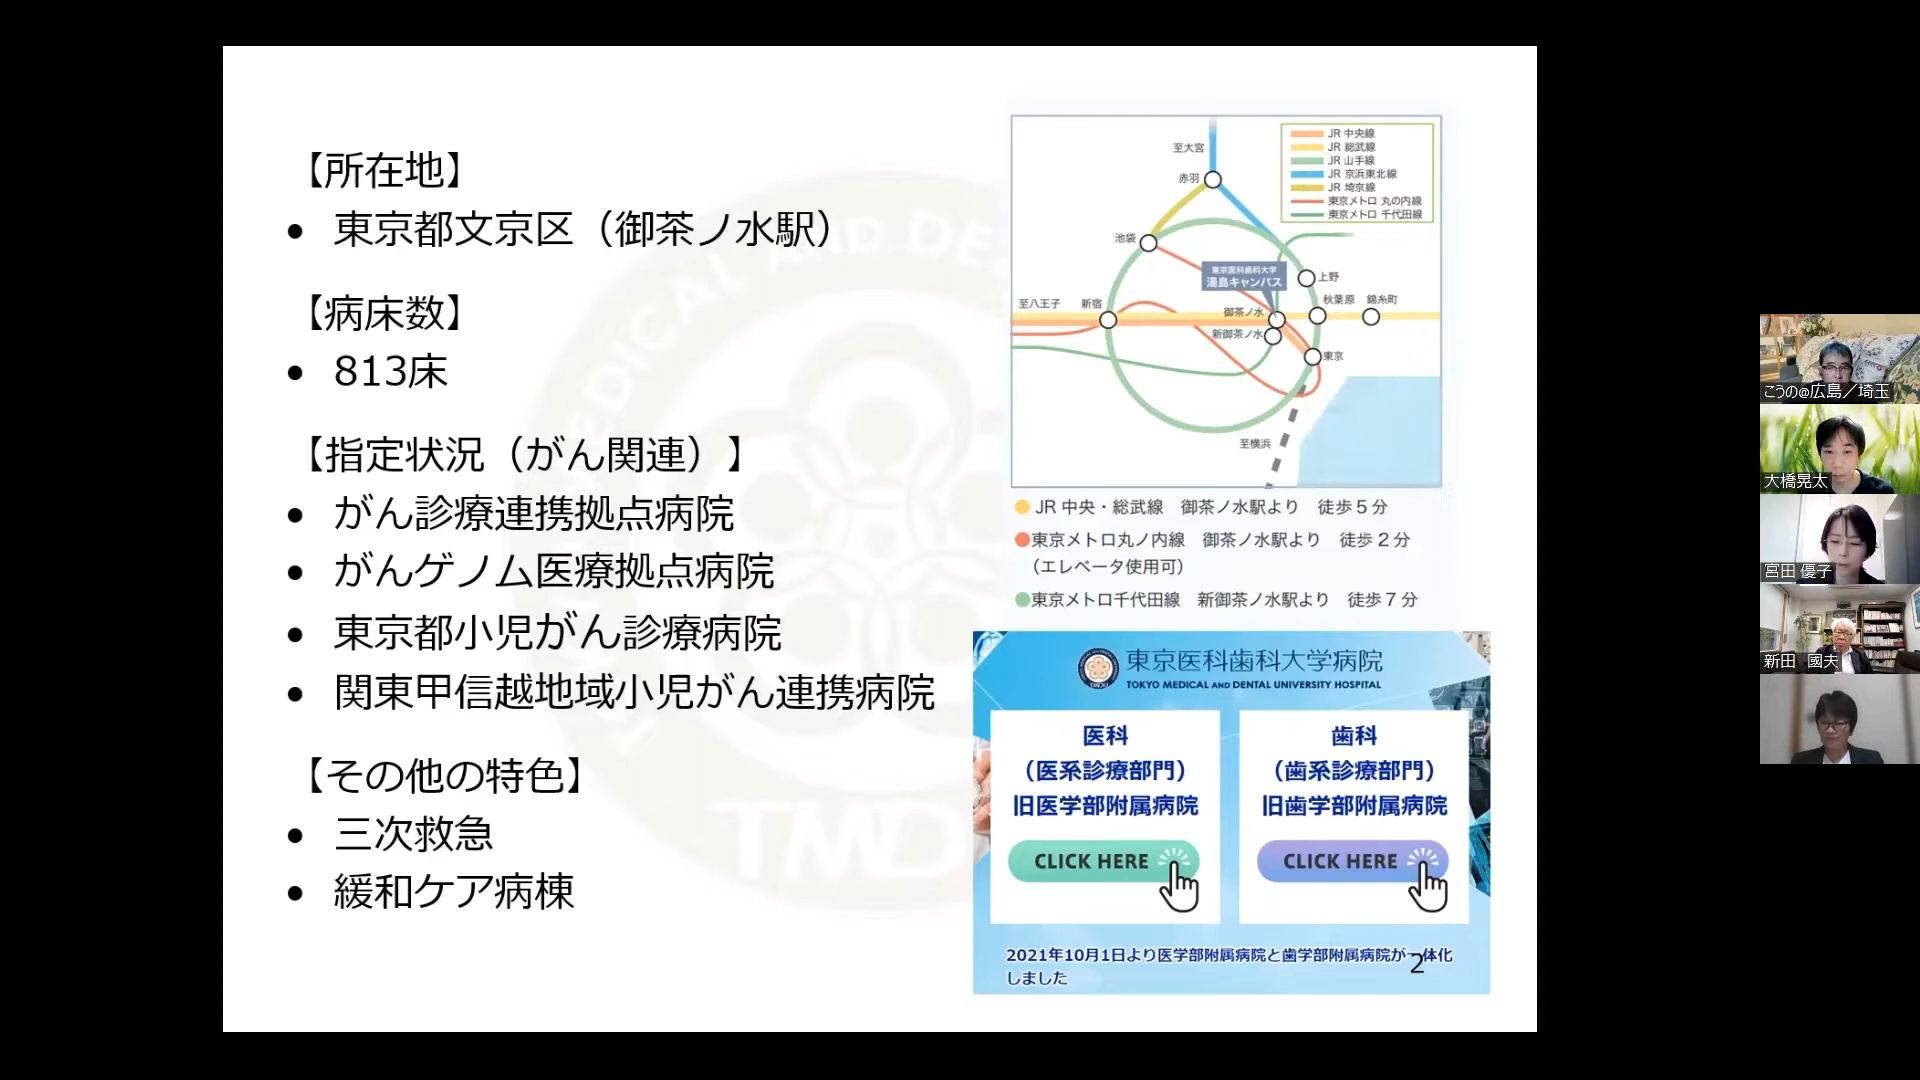 【所在地】
• 東京都文京区（御茶ノ水駅）
【病床数】
• 813床
【指定状況（がん関連）】
• がん診療連携拠点病院
• がんゲノム医療拠点病院
• 東京都小児がん診療病院
• 関東甲信越地域小児がん連携病院
【その他の特色】
• 三次救急
• 緩和ケア病棟
JR 中央線
JR 総武線
JR 山手線
JR 京浜東北線
JR 埼京線
東京メトロ 丸の内線
東京メトロ 千代田線
至大宮
赤羽
池袋
東京医科歯科大学
湯島キャンパス
上野
至八王子
新宿
秋葉原
錦糸町
御茶ノ水
新御茶ノ水
東京
至横浜
JR 中央・総武線 御茶ノ水駅より 徒歩５分
東京メトロ丸ノ内線 御茶ノ水駅より 徒歩２分
（エレベータ使用可）
東京メトロ千代田線 新御茶ノ水駅より 徒歩７分
東京医科歯科大学病院
TOKYO MEDICAL AND DENTAL UNIVERSITY HOSPITAL
医科
（医系診療部門）
旧医学部附属病院
CLICK HERE
歯科
（歯系診療部門）
旧歯学部附属病院
CLICK HERE
2021年10月1日より医学部附属病院と歯学部附属病院が一体化
しました
2
こうの@広島／埼玉
大橋晃太
宮田 優子
新田 國夫